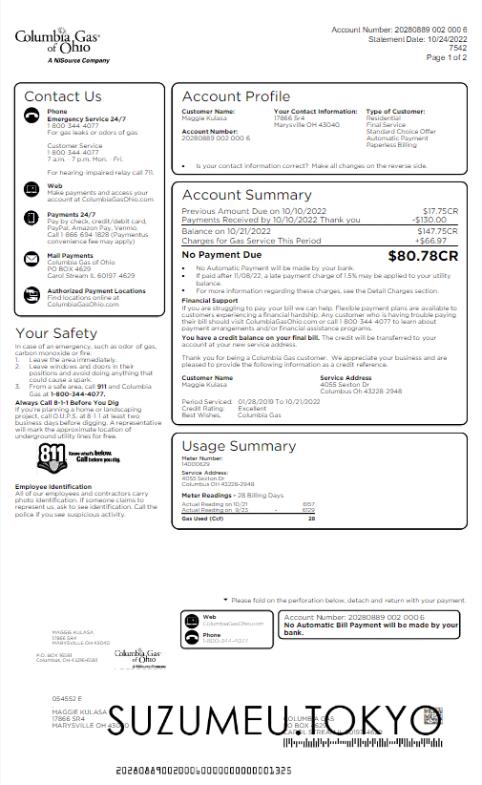 Columbia Gas®
of Ohio
A NiSource Company
Account Number: 20280889 002 000 6
Statement Date: 10/24/2022
7542
Page 1 of 2
Contact Us
Phone
Emergency Service 24/7
1 800 344 4077
For gas leaks or odors of gas
Customer Service
1 800 344 4077
7 a.m. - 7 p.m. Mon. - Fri.
For hearing-impaired relay call 711.
Web
Make payments and access your
account at ColumbiaGasOhio.com
Payments 24/7
Pay by check, credit/debit card,
PayPal, Amazon Pay, Venmo.
Call 1 866 694 1828 (Paymentus
convenience fee may apply)
Mail Payments
Columbia Gas of Ohio
PO BOX 4629
Carol Stream IL 60197 4629
Authorized Payment Locations
Find locations online at
ColumbiaGasOhio.com
Your Safety
In case of an emergency, such as odor of gas,
carbon monoxide or fire:
1. Leave the area immediately.
2. Leave windows and doors in their
positions and avoid doing anything that
could cause a spark.
3. From a safe area, call 911 and Columbia
Gas at 1-800-344-4077.
Always Call 8-1-1 Before You Dig
If you're planning a home or landscaping
project, call O.U.P.S. at 8 1 1 at least two
business days before digging. A representative
will mark the approximate location of
underground utility lines for free.
811
Know what's below.
Call before you dig.
Employee Identification
All of our employees and contractors carry
photo identification. If someone claims to
represent us, ask to see identification. Call the
police if you see suspicious activity.
Account Profile
Customer Name:
Maggie Kulasa
Account Number:
20280889 002 000 6
Your Contact Information:
17866 Sr4
Marysville OH 43040
Type of Customer:
Residential
Final Service
Standard Choice Offer
Automatic Payment
Paperless Billing
• Is your contact information correct? Make all changes on the reverse side.
Account Summary
Previous Amount Due on 10/10/2022 $17.75CR
Payments Received by 10/10/2022 Thank you -$130.00
Balance on 10/21/2022 $147.75CR
Charges for Gas Service This Period +$66.97
No Payment Due $80.78CR
• No Automatic Payment will be made by your bank.
• If paid after 11/08/22, a late payment charge of 1.5% may be applied to your utility
balance.
• For more information regarding these charges, see the Detail Charges section.
Financial Support
If you are struggling to pay your bill we can help. Flexible payment plans are available to
customers experiencing a financial hardship. Any customer who is having trouble paying
their bill should visit ColumbiaGasOhio.com or call 1 800 344 4077 to learn about
payment arrangements and/or financial assistance programs.
You have a credit balance on your final bill. The credit will be transferred to your
account at your new service address.
Thank you for being a Columbia Gas customer. We appreciate your business and are
pleased to provide the following information as a credit reference.
Customer Name
Maggie Kulasa
Service Address
4055 Sexton Dr
Columbus OH 43228 2948
Period Serviced: 01/28/2019 To 10/21/2022
Credit Rating: Excellent
Best Wishes, Columbia Gas
Usage Summary
Meter Number:
14000629
Service Address:
4055 Sexton Dr
Columbus OH 43228-2948
Meter Readings - 28 Billing Days
Actual Reading on 10/21 6157
Actual Reading on 9/23 - 6129
Gas Used (Ccf) 28
▼ Please fold on the perforation below, detach and return with your payment.
Web
ColumbiaGasOhio.com
Phone
1-800-344-4077
Account Number: 20280889 002 000 6
No Automatic Bill Payment will be made by your
bank.
MAGGIE KULASA
17866 SR4
MARYSVILLE OH 43040
Columbia Gas®
of Ohio
054552 E
MAGGIE KULASA
17866 SR4
MARYSVILLE OH 43040
SUZUMEU.TOKYO
COLUMBIA GAS
PO BOX 4629
CAROL STREAM IL 60197 4629
20280889002000600000000000001325